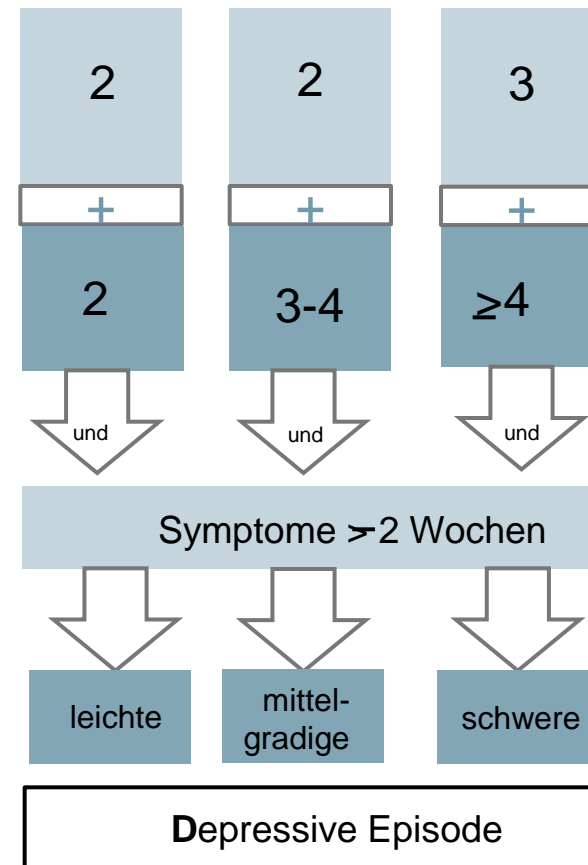 2 2 3
+ + +
2 3-4 ≥4
und und und
Symptome ≥2 Wochen
leichte mittel- schwere
gradige
Depressive Episode